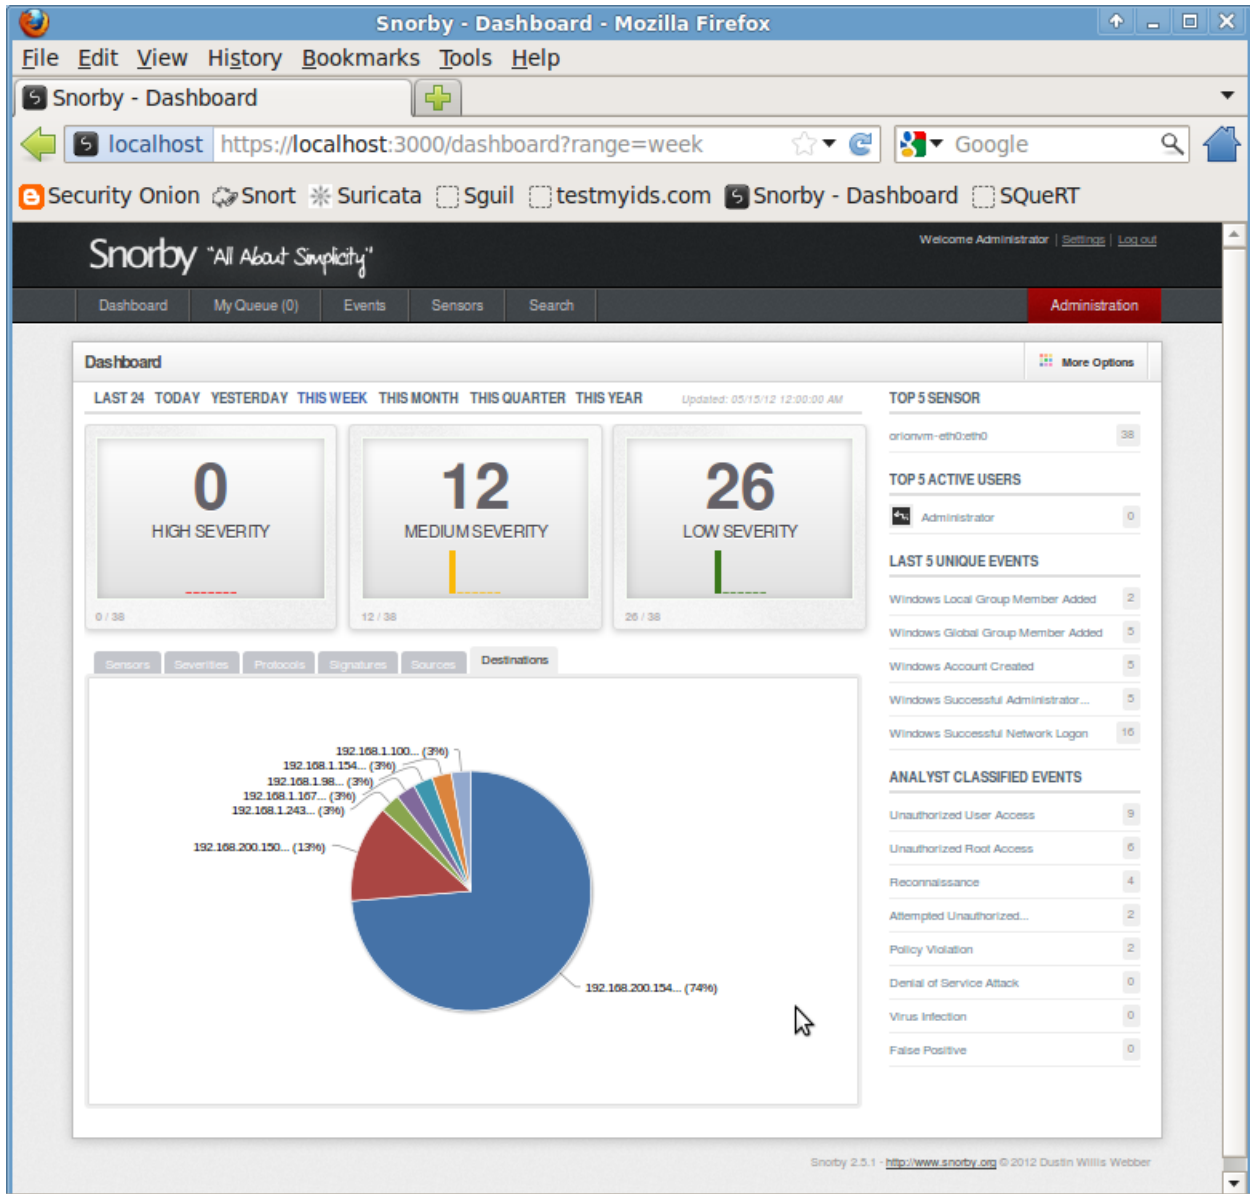 Snorby - Dashboard - Mozilla Firefox
File Edit View History Bookmarks Tools Help
Snorby - Dashboard
localhost https://localhost:3000/dashboard?range=week Google
Security Onion Snort Suricata Sguil testmyids.com Snorby - Dashboard SQueRT
Snorby "All About Simplicity"
Welcome Administrator | Settings | Log out
Dashboard My Queue (0) Events Sensors Search Administration
Dashboard More Options
LAST 24 TODAY YESTERDAY THIS WEEK THIS MONTH THIS QUARTER THIS YEAR Updated: 05/15/12 12:00:00 AM
0
HIGH SEVERITY
0 / 38
12
MEDIUM SEVERITY
12 / 38
26
LOW SEVERITY
26 / 38
Sensors Severities Protocols Signatures Sources Destinations
192.168.1.100... (3%)
192.168.1.154... (3%)
192.168.1.98... (3%)
192.168.1.167... (3%)
192.168.1.243... (3%)
192.168.200.150... (13%)
192.168.200.154... (74%)
TOP 5 SENSOR
orionvm-eth0:eth0 38
TOP 5 ACTIVE USERS
Administrator 0
LAST 5 UNIQUE EVENTS
Windows Local Group Member Added 2
Windows Global Group Member Added 5
Windows Account Created 5
Windows Successful Administrator... 5
Windows Successful Network Logon 16
ANALYST CLASSIFIED EVENTS
Unauthorized User Access 9
Unauthorized Root Access 6
Reconnaissance 4
Attempted Unauthorized... 2
Policy Violation 2
Denial of Service Attack 0
Virus Infection 0
False Positive 0
Snorby 2.5.1 - http://www.snorby.org © 2012 Dustin Willis Webber